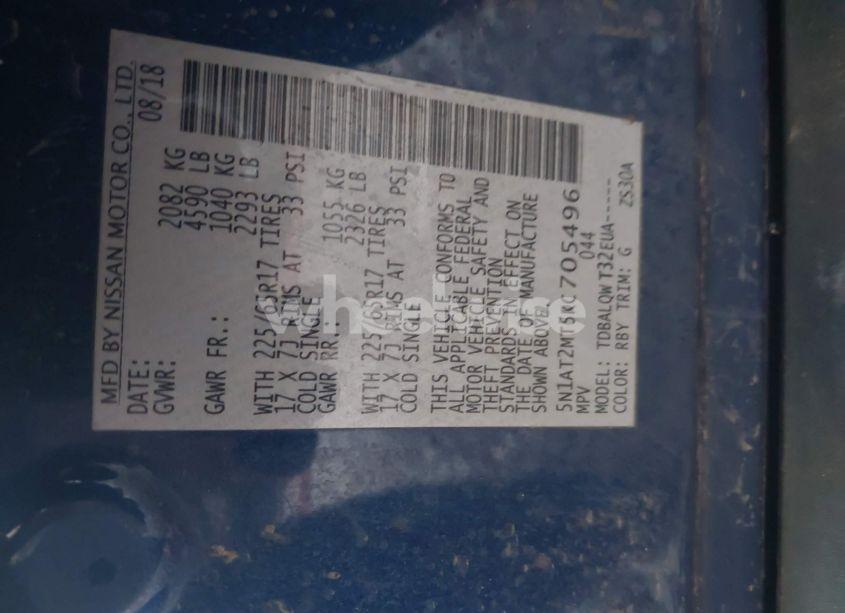 MFD BY NISSAN MOTOR CO., LTD.
DATE: 08/18
GVWR: 2082 KG
4590 LB
GAWR FR.: 1040 KG
2293 LB
WITH 225/65R17 TIRES
17 X 7J RIMS AT 33 PSI
COLD SINGLE
GAWR RR.: 1055 KG
2326 LB
WITH 225/65R17 TIRES
17 X 7J RIMS AT 33 PSI
COLD SINGLE
THIS VEHICLE CONFORMS TO
ALL APPLICABLE FEDERAL
MOTOR VEHICLE SAFETY AND
THEFT PREVENTION
STANDARDS IN EFFECT ON
THE DATE OF MANUFACTURE
SHOWN ABOVE.
5N1AT2MT5KC705496
MPV 044
MODEL: TDBALQWT32EUA-----
COLOR: RBY TRIM: G ZS30A